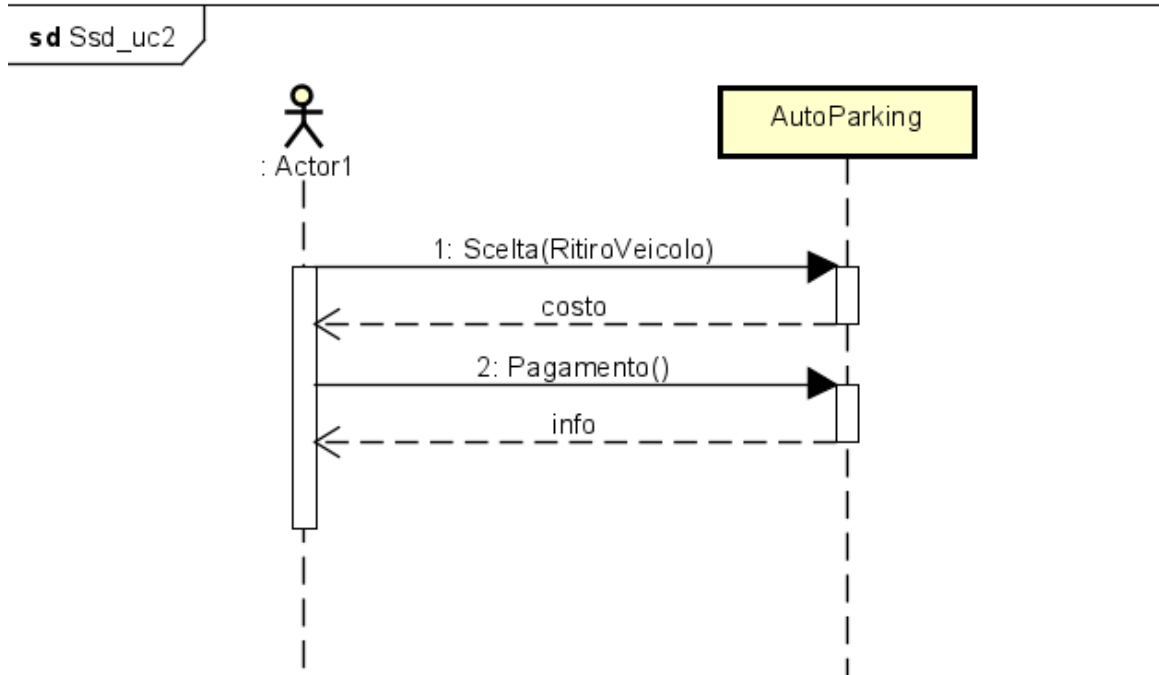 sd Ssd_uc2
AutoParking
: Actor1
1: Scelta(RitiroVeicolo)
costo
2: Pagamento()
info